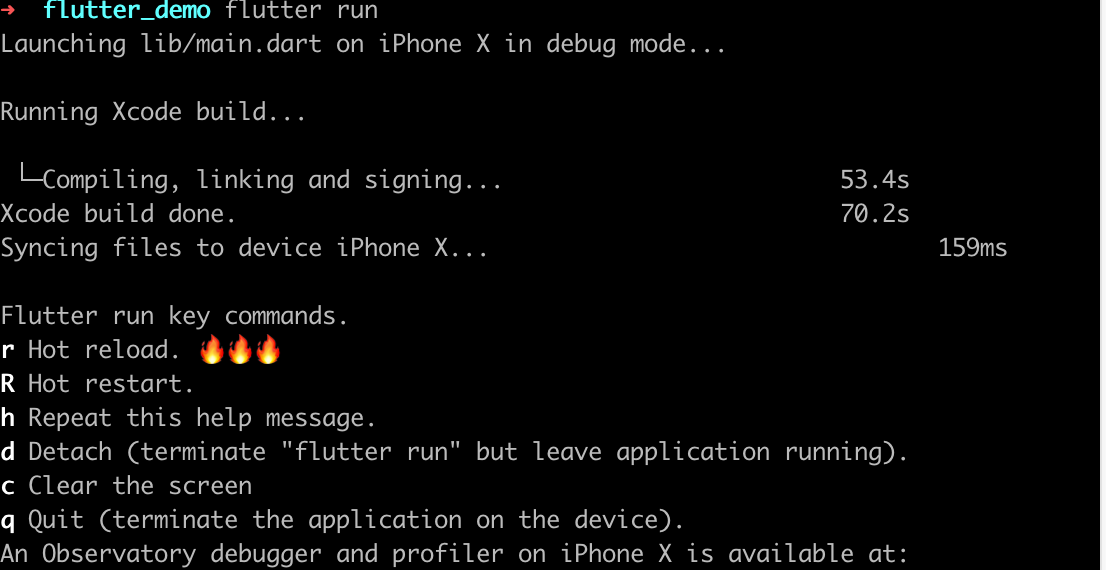 ➜  flutter_demo flutter run
Launching lib/main.dart on iPhone X in debug mode...
Running Xcode build...
└─Compiling, linking and signing... 53.4s
Xcode build done. 70.2s
Syncing files to device iPhone X... 159ms
Flutter run key commands.
r Hot reload. 🔥🔥🔥
R Hot restart.
h Repeat this help message.
d Detach (terminate "flutter run" but leave application running).
c Clear the screen
q Quit (terminate the application on the device).
An Observatory debugger and profiler on iPhone X is available at: